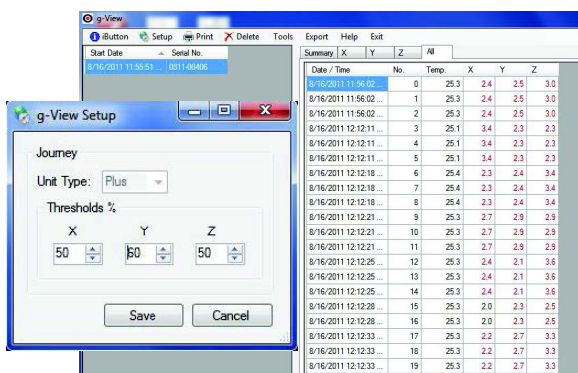 g-View
iButton Setup Print Delete Tools Export Help Exit
Start Date Serial No.
8/16/2011 11:55:51 ... 0811-00406
Summary X Y Z All
Date / Time No. Temp. X Y Z
8/16/2011 11:56:02 ... 0 25.3 2.4 2.5 3.0
8/16/2011 11:56:02 ... 1 25.3 2.4 2.5 3.0
8/16/2011 11:56:02 ... 2 25.3 2.4 2.5 3.0
8/16/2011 12:12:11 ... 3 25.1 3.4 2.3 2.3
8/16/2011 12:12:11 ... 4 25.1 3.4 2.3 2.3
8/16/2011 12:12:11 ... 5 25.1 3.4 2.3 2.3
8/16/2011 12:12:18 ... 6 25.4 2.3 2.4 3.4
8/16/2011 12:12:18 ... 7 25.4 2.3 2.4 3.4
8/16/2011 12:12:18 ... 8 25.4 2.3 2.4 3.4
8/16/2011 12:12:21 ... 9 25.3 2.7 2.9 2.9
8/16/2011 12:12:21 ... 10 25.3 2.7 2.9 2.9
8/16/2011 12:12:21 ... 11 25.3 2.7 2.9 2.9
8/16/2011 12:12:25 ... 12 25.3 2.4 2.1 3.6
8/16/2011 12:12:25 ... 13 25.3 2.4 2.1 3.6
8/16/2011 12:12:25 ... 14 25.3 2.4 2.1 3.6
8/16/2011 12:12:28 ... 15 25.3 2.0 2.3 2.5
8/16/2011 12:12:28 ... 16 25.3 2.0 2.3 2.5
8/16/2011 12:12:33 ... 17 25.3 2.2 2.7 3.3
8/16/2011 12:12:33 ... 18 25.3 2.2 2.7 3.3
8/16/2011 12:12:33 ... 19 25.3 2.2 2.7 3.3
g-View Setup
Journey
Unit Type: Plus
Thresholds %
X Y Z
50 60 50
Save Cancel